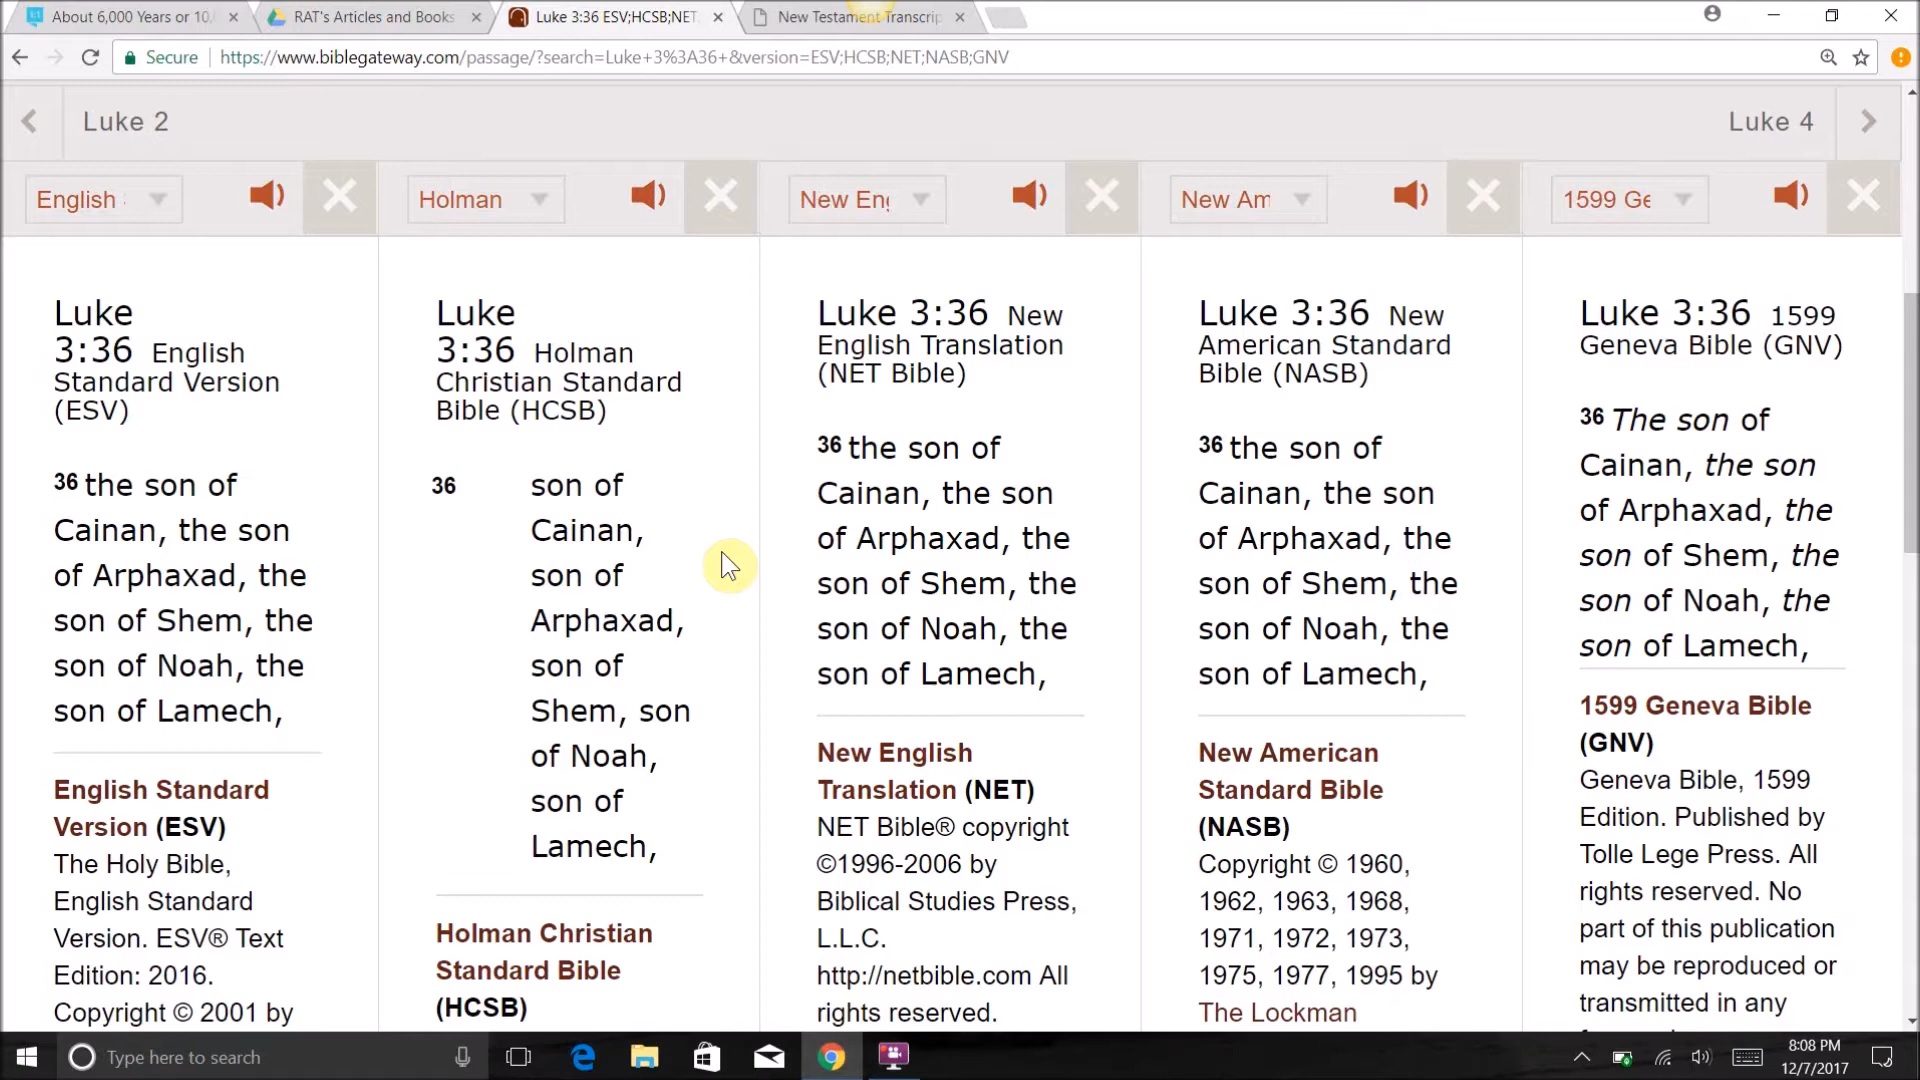 About 6,000 Years or 10,
RAT's Articles and Books
Luke 3:36 ESV;HCSB;NET
New Testament Transcrip
Secure
https://www.biblegateway.com/passage/?search=Luke+3%3A36+&version=ESV;HCSB;NET;NASB;GNV
Luke 2
Luke 4
English
Holman
New Eng
New Am
1599 Ge
Luke
3:36 English
Standard Version
(ESV)
36 the son of
Cainan, the son
of Arphaxad, the
son of Shem, the
son of Noah, the
son of Lamech,
English Standard
Version (ESV)
The Holy Bible,
English Standard
Version. ESV® Text
Edition: 2016.
Copyright © 2001 by
Luke
3:36 Holman
Christian Standard
Bible (HCSB)
36 son of
Cainan,
son of
Arphaxad,
son of
Shem, son
of Noah,
son of
Lamech,
Holman Christian
Standard Bible
(HCSB)
Luke 3:36 New
English Translation
(NET Bible)
36 the son of
Cainan, the son
of Arphaxad, the
son of Shem, the
son of Noah, the
son of Lamech,
New English
Translation (NET)
NET Bible® copyright
©1996-2006 by
Biblical Studies Press,
L.L.C.
http://netbible.com All
rights reserved.
Luke 3:36 New
American Standard
Bible (NASB)
36 the son of
Cainan, the son
of Arphaxad, the
son of Shem, the
son of Noah, the
son of Lamech,
New American
Standard Bible
(NASB)
Copyright © 1960,
1962, 1963, 1968,
1971, 1972, 1973,
1975, 1977, 1995 by
The Lockman
Luke 3:36 1599
Geneva Bible (GNV)
36 The son of
Cainan, the son
of Arphaxad, the
son of Shem, the
son of Noah, the
son of Lamech,
1599 Geneva Bible
(GNV)
Geneva Bible, 1599
Edition. Published by
Tolle Lege Press. All
rights reserved. No
part of this publication
may be reproduced or
transmitted in any
Type here to search
8:08 PM
12/7/2017